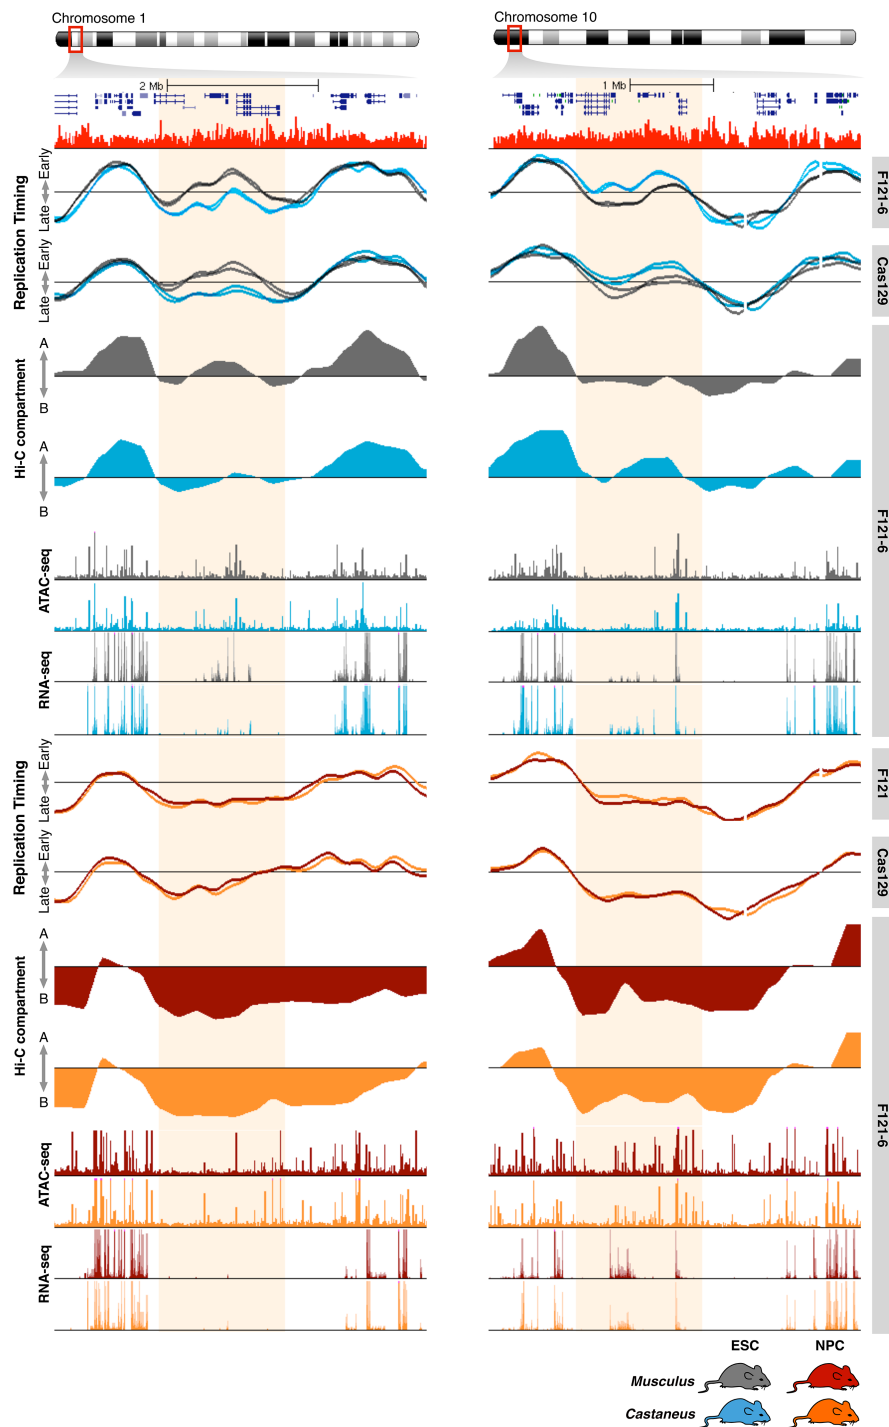 Chromosome 1
Chromosome 10
2 Mb
1 Mb
Replication Timing
Early
Late
Early
Late
F121-6
Cas129
Hi-C compartment
A
B
A
B
ATAC-seq
RNA-seq
F121-6
Replication Timing
Early
Late
Early
Late
F121
Cas129
Hi-C compartment
A
B
A
B
ATAC-seq
RNA-seq
F121-6
ESC NPC
Musculus
Castaneus